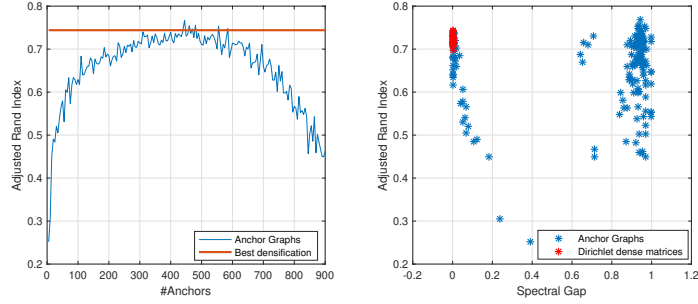 0.8
0.7
0.6
0.5
0.4
0.3
0.2
Adjusted Rand Index
0 100 200 300 400 500 600 700 800 900
#Anchors
Anchor Graphs
Best densification
0.8
0.7
0.6
0.5
0.4
0.3
0.2
Adjusted Rand Index
-0.2 0 0.2 0.4 0.6 0.8 1 1.2
Spectral Gap
Anchor Graphs
Dirichlet dense matrices